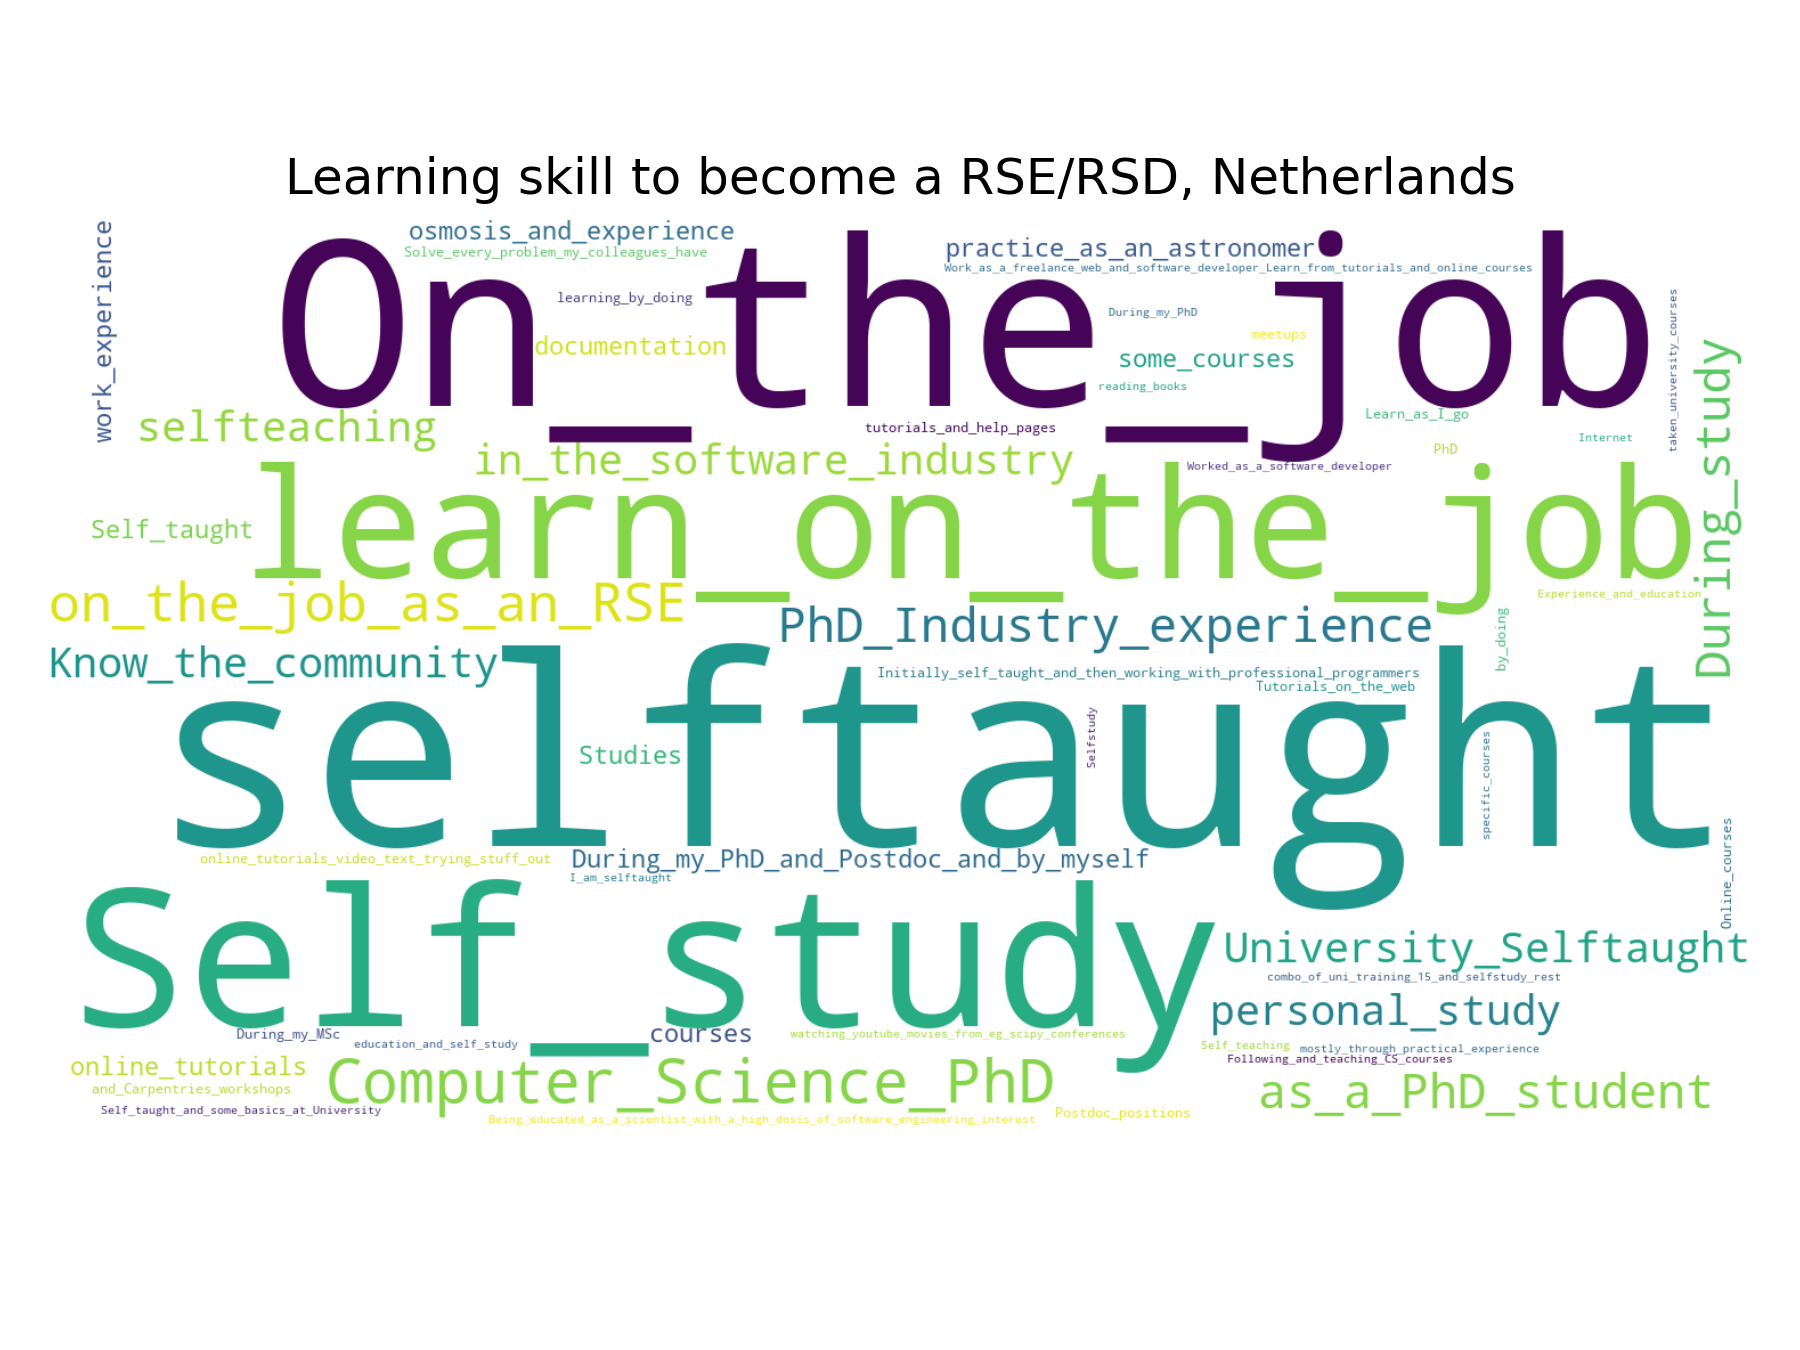 Learning skill to become a RSE/RSD, Netherlands
work_experience
osmosis_and_experience
Solve_every_problem_my_colleagues_have
practice_as_an_astronomer
Work_as_a_freelance_web_and_software_developer_Learn_from_tutorials_and_online_courses
On_the_job
learning_by_doing
During_my_PhD
meetups
documentation
some_courses
reading_books
taken_university_courses
During_study
selfteaching
tutorials_and_help_pages
Learn_as_I_go
Internet
PhD
in_the_software_industry
Worked_as_a_software_developer
learn_on_the_job
Self_taught
on_the_job_as_an_RSE
Experience_and_education
PhD_Industry_experience
by_doing
Know_the_community
Initially_self_taught_and_then_working_with_professional_programmers
Tutorials_on_the_web
selftaught
Studies
Selfstudy
specific_courses
online_tutorials_video_text_trying_stuff_out
During_my_PhD_and_Postdoc_and_by_myself
I_am_selftaught
Online_courses
Self_study
University_Selftaught
combo_of_uni_training_15_and_selfstudy_rest
personal_study
During_my_MSc
education_and_self_study
courses
watching_youtube_movies_from_eg_scipy_conferences
Self_teaching
mostly_through_practical_experience
Following_and_teaching_CS_courses
online_tutorials
and_Carpentries_workshops
Computer_Science_PhD
as_a_PhD_student
Self_taught_and_some_basics_at_University
Being_educated_as_a_scientist_with_a_high_dosis_of_software_engineering_interest
Postdoc_positions